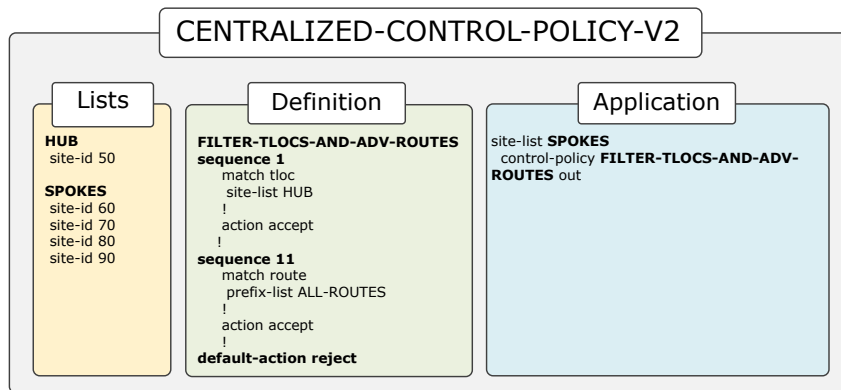 CENTRALIZED-CONTROL-POLICY-V2
Lists
HUB
site-id 50
SPOKES
site-id 60
site-id 70
site-id 80
site-id 90
Definition
FILTER-TLOCS-AND-ADV-ROUTES
sequence 1
match tloc
site-list HUB
!
action accept
!
sequence 11
match route
prefix-list ALL-ROUTES
!
action accept
!
default-action reject
Application
site-list SPOKES
control-policy FILTER-TLOCS-AND-ADV-
ROUTES out